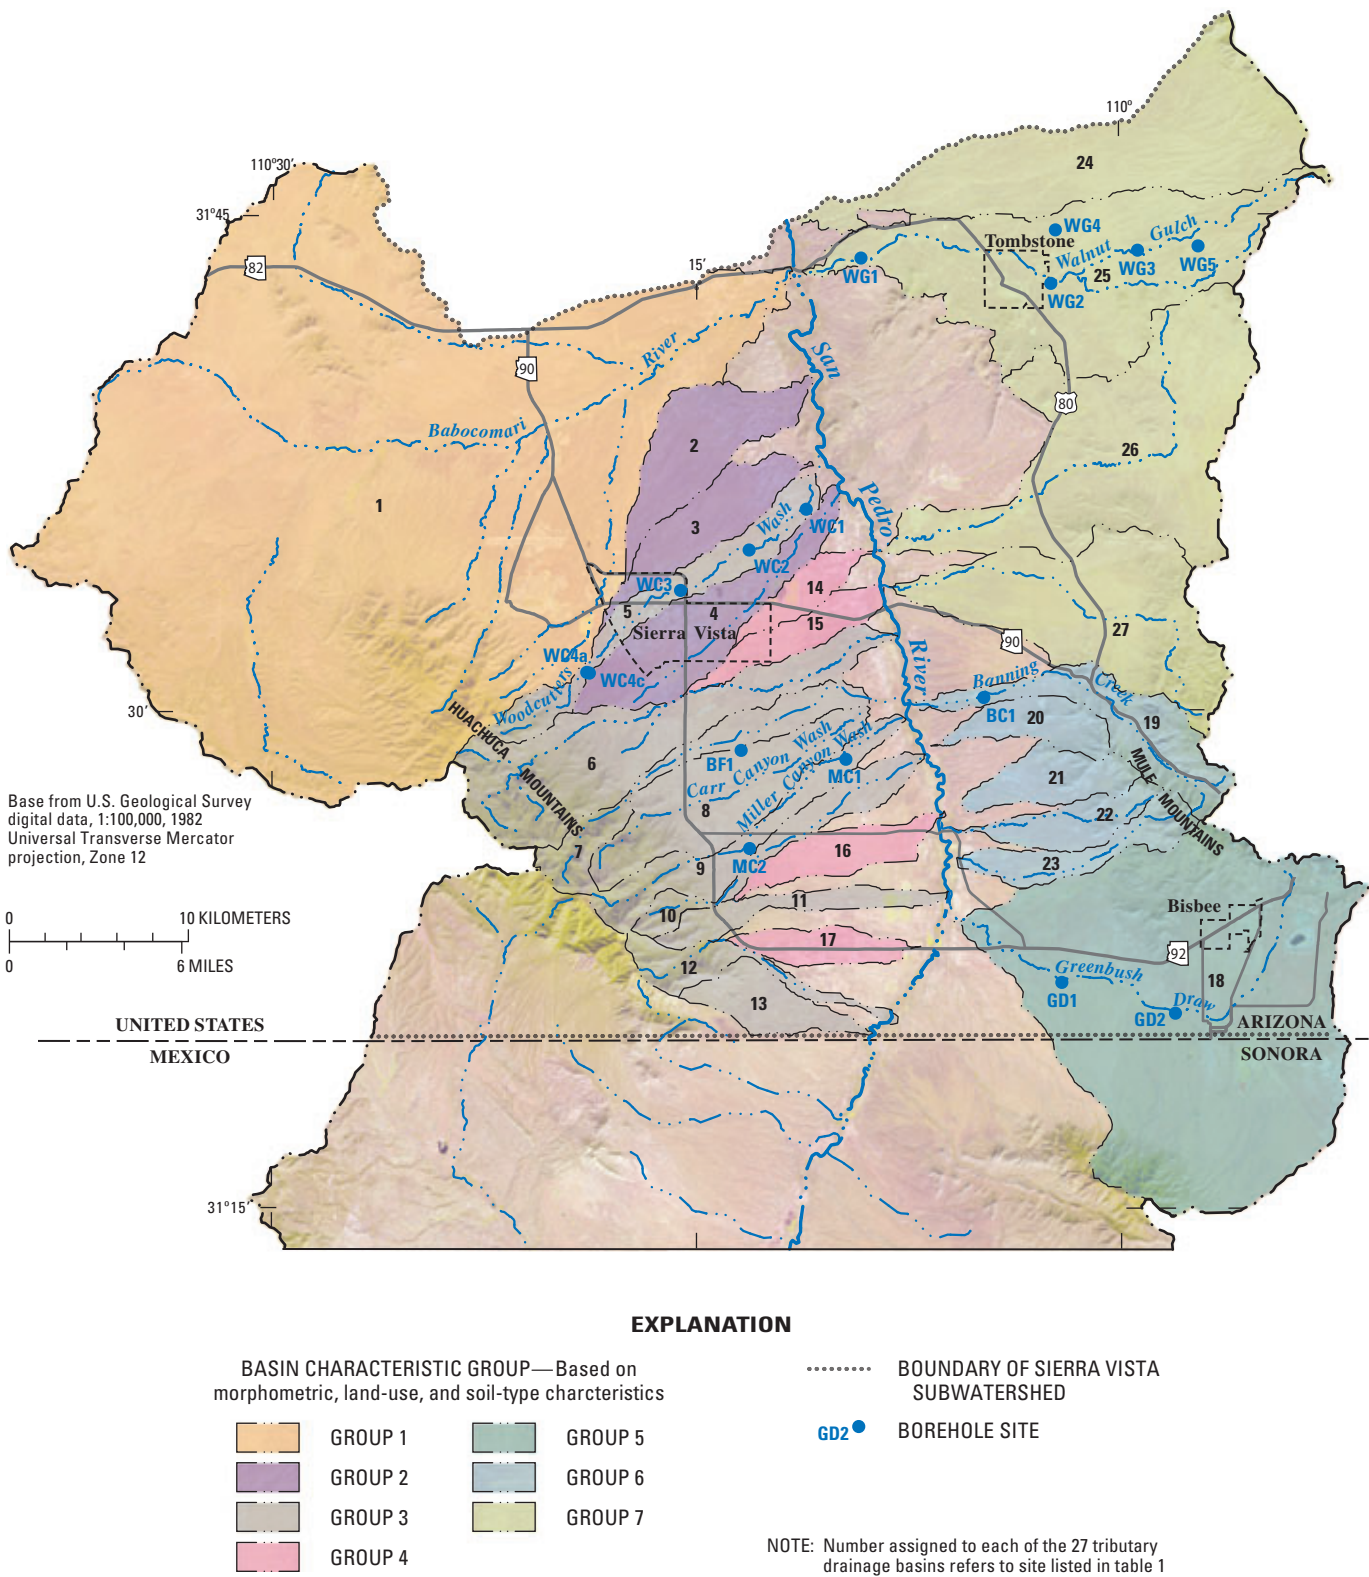 110°
24
110°30'
31°45
WG4
Tombstone
Walnut
Gulch
82
15'
WG1
WG3
WG5
25
WG2
River
San
90
80
Babocomari
2
26
1
Pedro
3
Wash
WC1
WC2
WC3
14
5
4
15
Sierra Vista
27
90
WC4a
WC4c
River
Banning
Creek
Woodcutters
30'
HUACHUCA
BC1
20
19
6
BF1
Carr Canyon Wash
MC1
21
MULE
MOUNTAINS
MOUNTAINS
Base from U.S. Geological Survey
digital data, 1:100,000, 1982
Universal Transverse Mercator
projection, Zone 12
8
Miller Canyon Wash
22
7
16
9
MC2
23
11
0
10 KILOMETERS
10
Bisbee
17
0
6 MILES
12
92
Greenbush
18
13
GD1
Draw
GD2
UNITED STATES
ARIZONA
MEXICO
SONORA
31°15'
EXPLANATION
BASIN CHARACTERISTIC GROUP—Based on
morphometric, land-use, and soil-type charcteristics
GROUP 1
GROUP 2
GROUP 3
GROUP 4
GROUP 5
GROUP 6
GROUP 7
BOUNDARY OF SIERRA VISTA
SUBWATERSHED
GD2
BOREHOLE SITE
NOTE: Number assigned to each of the 27 tributary
drainage basins refers to site listed in table 1